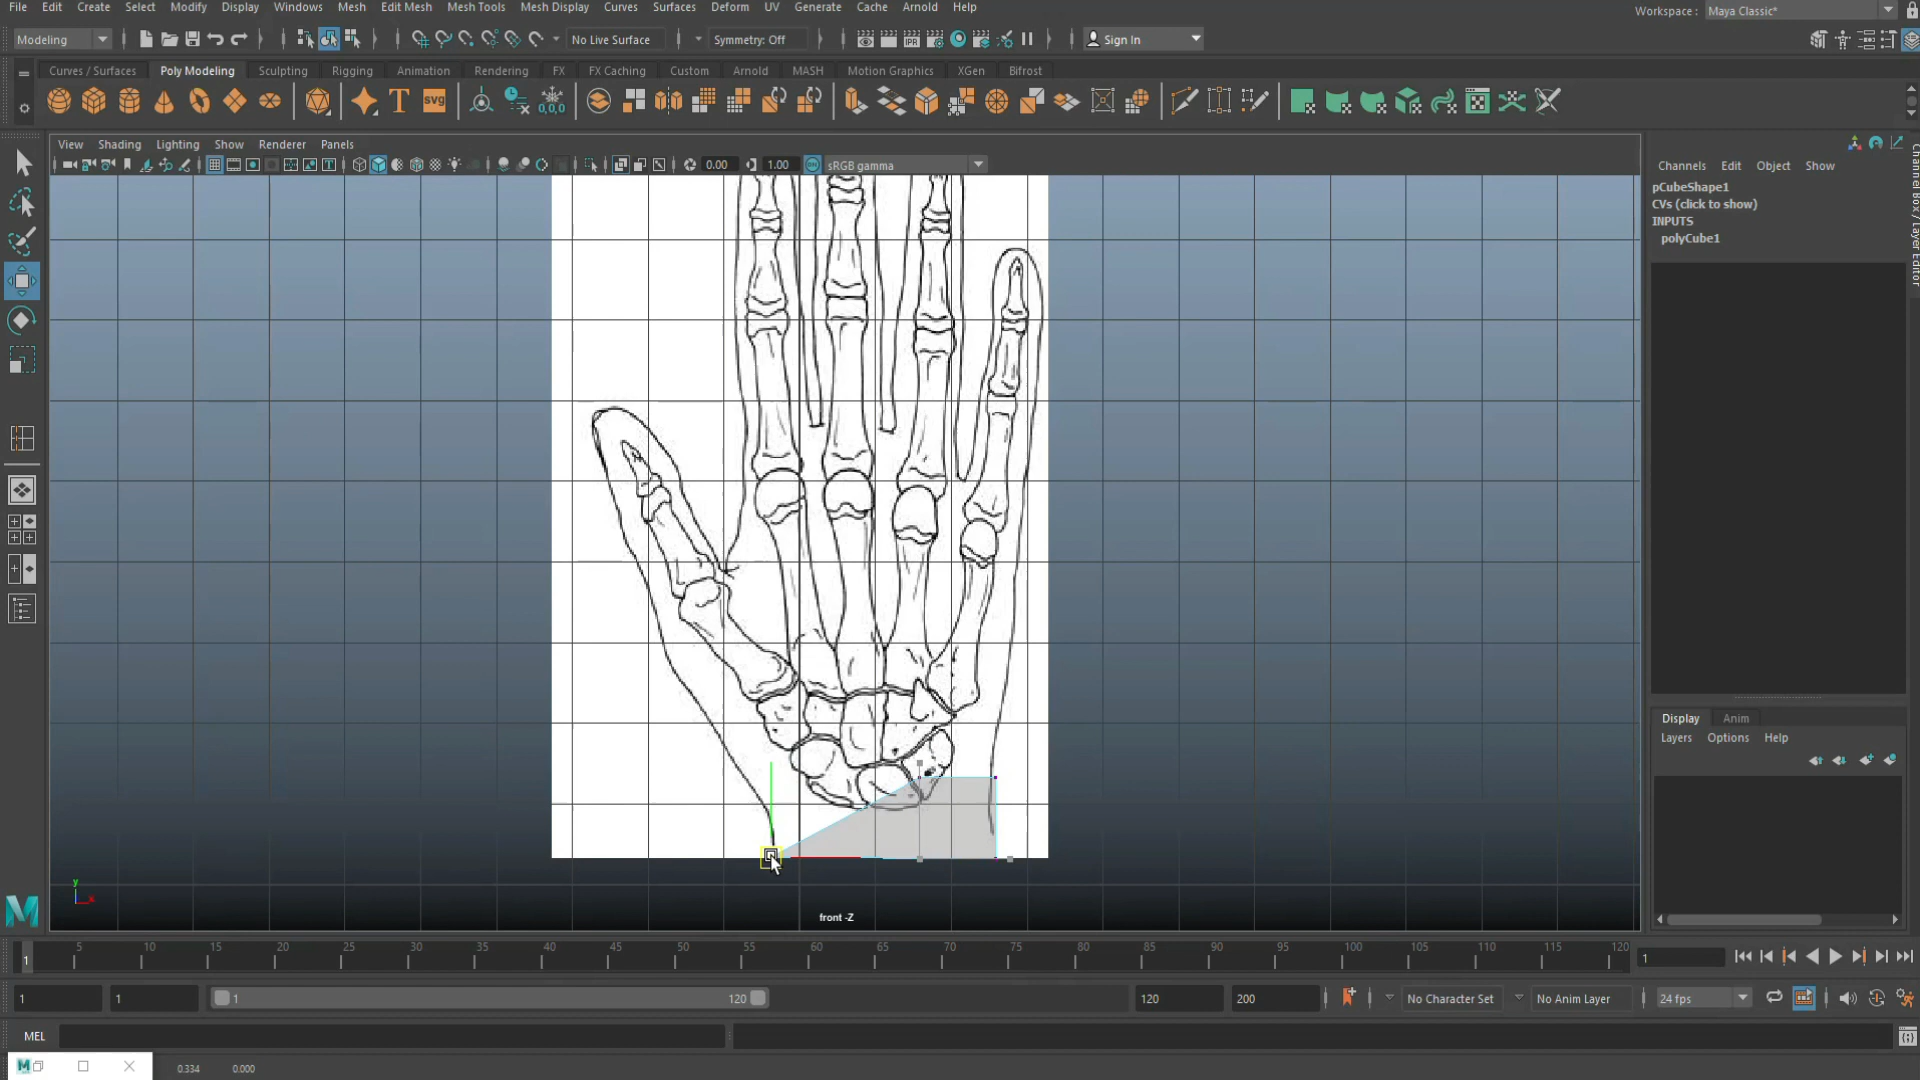 File Edit Create Select Modify Display Windows Mesh Edit Mesh Mesh Tools Mesh Display Curves Surfaces Deform UV Generate Cache Arnold Help
Workspace : Maya Classic*
Modeling No Live Surface Symmetry: Off Sign In
Curves / Surfaces Poly Modeling Sculpting Rigging Animation Rendering FX FX Caching Custom Arnold MASH Motion Graphics XGen Bifrost
View Shading Lighting Show Renderer Panels
0.00 1.00 sRGB gamma
Channels Edit Object Show
pCubeShape1
CVs (click to show)
INPUTS
polyCube1
Channel Box / Layer Editor
Display Anim
Layers Options Help
y
x
front -Z
5 10 15 20 25 30 35 40 45 50 55 60 65 70 75 80 85 90 95 100 105 110 115 120
1 1
1 1 1 120 120 200 No Character Set No Anim Layer 24 fps
MEL
0.334 0.000